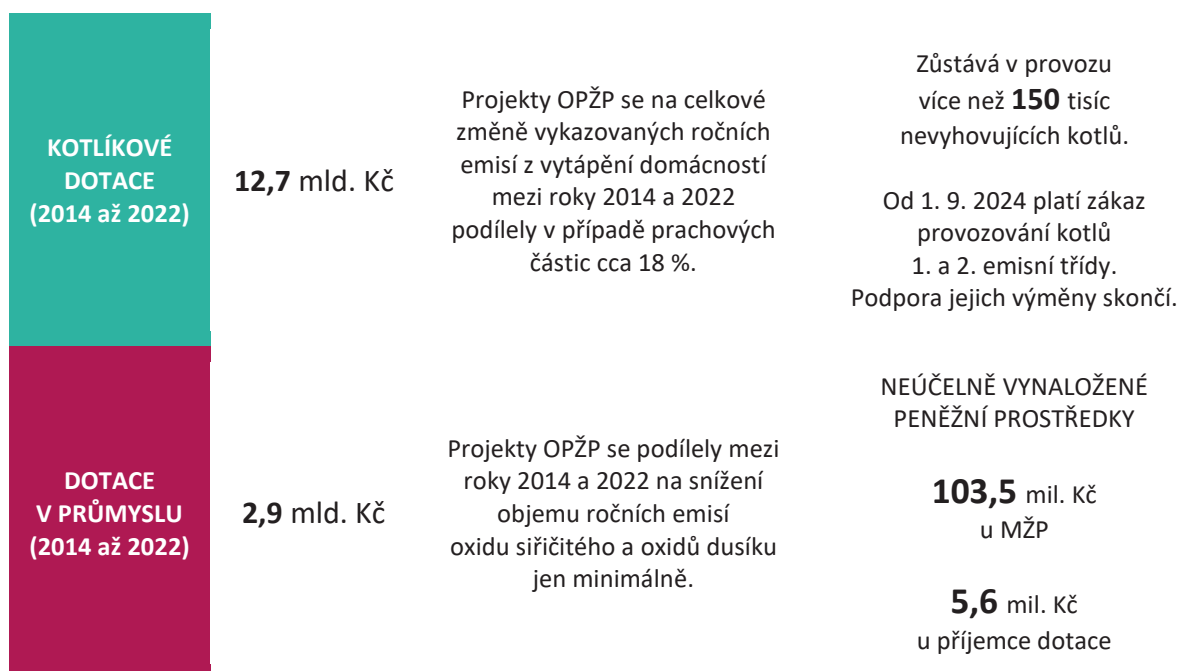 KOTLÍKOVÉ
DOTACE
(2014 až 2022)
12,7 mld. Kč
Projekty OPŽP se na celkové
změně vykazovaných ročních
emisí z vytápění domácností
mezi roky 2014 a 2022
podílely v případě prachových
částic cca 18 %.
Zůstává v provozu
více než 150 tisíc
nevyhovujících kotlů.
Od 1. 9. 2024 platí zákaz
provozování kotlů
1. a 2. emisní třídy.
Podpora jejich výměny skončí.
DOTACE
V PRŮMYSLU
(2014 až 2022)
2,9 mld. Kč
Projekty OPŽP se podílely mezi
roky 2014 a 2022 na snížení
objemu ročních emisí
oxidu siřičitého a oxidů dusíku
jen minimálně.
NEÚČELNĚ VYNALOŽENÉ
PENĚŽNÍ PROSTŘEDKY
103,5 mil. Kč
u MŽP
5,6 mil. Kč
u příjemce dotace